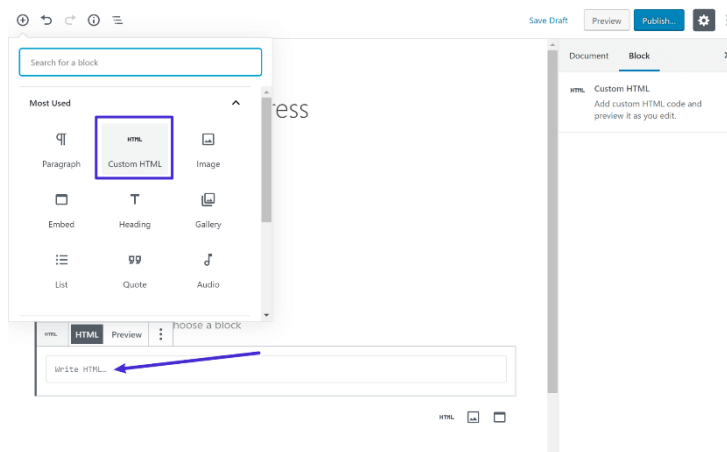 Save Draft
Preview
Publish...
Search for a block
Document
Block
Most Used
HTML
Custom HTML
Add custom HTML code and
preview it as you edit.
ress
Paragraph
HTML
Custom HTML
Image
Embed
Heading
Gallery
List
Quote
Audio
hoose a block
HTML
HTML
Preview
Write HTML…
HTML